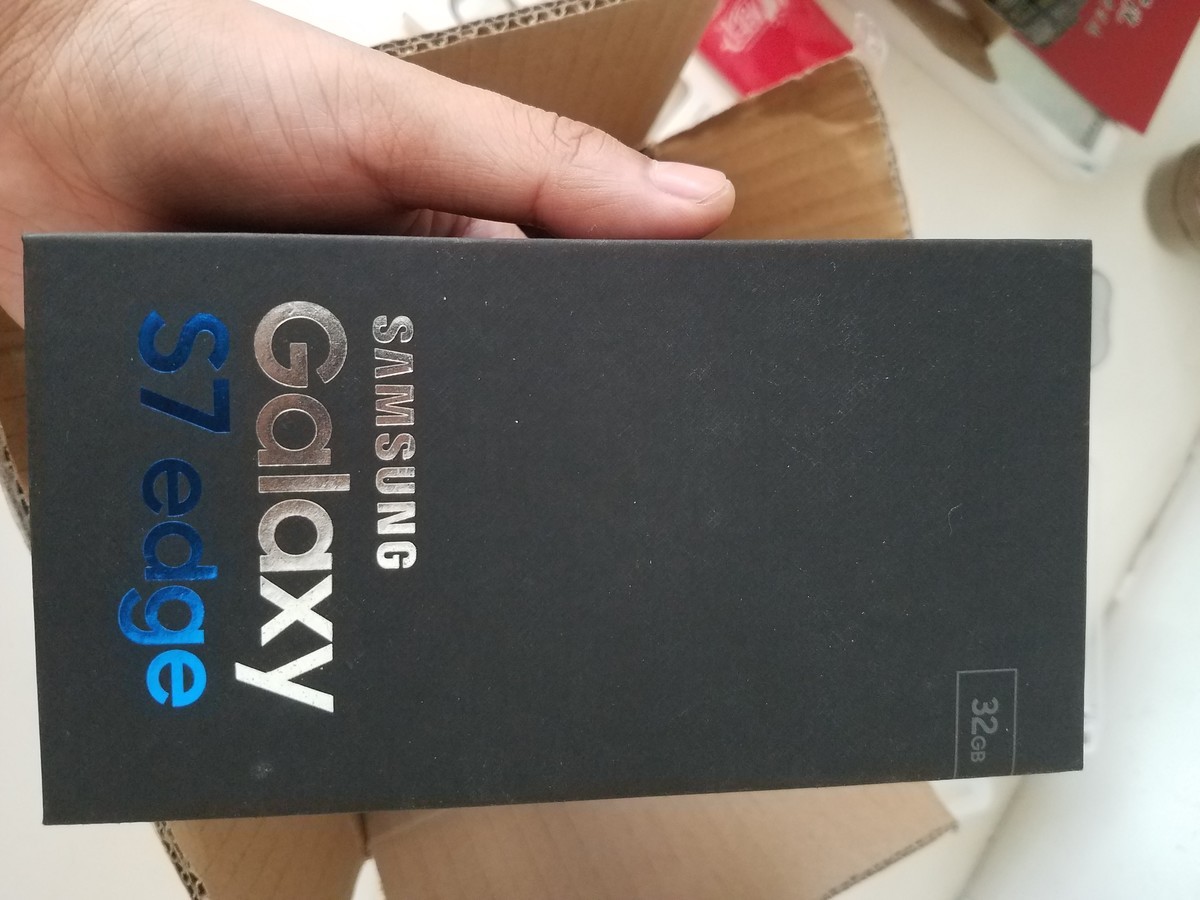 SAMSUNG
Galaxy
S7 edge
32GB